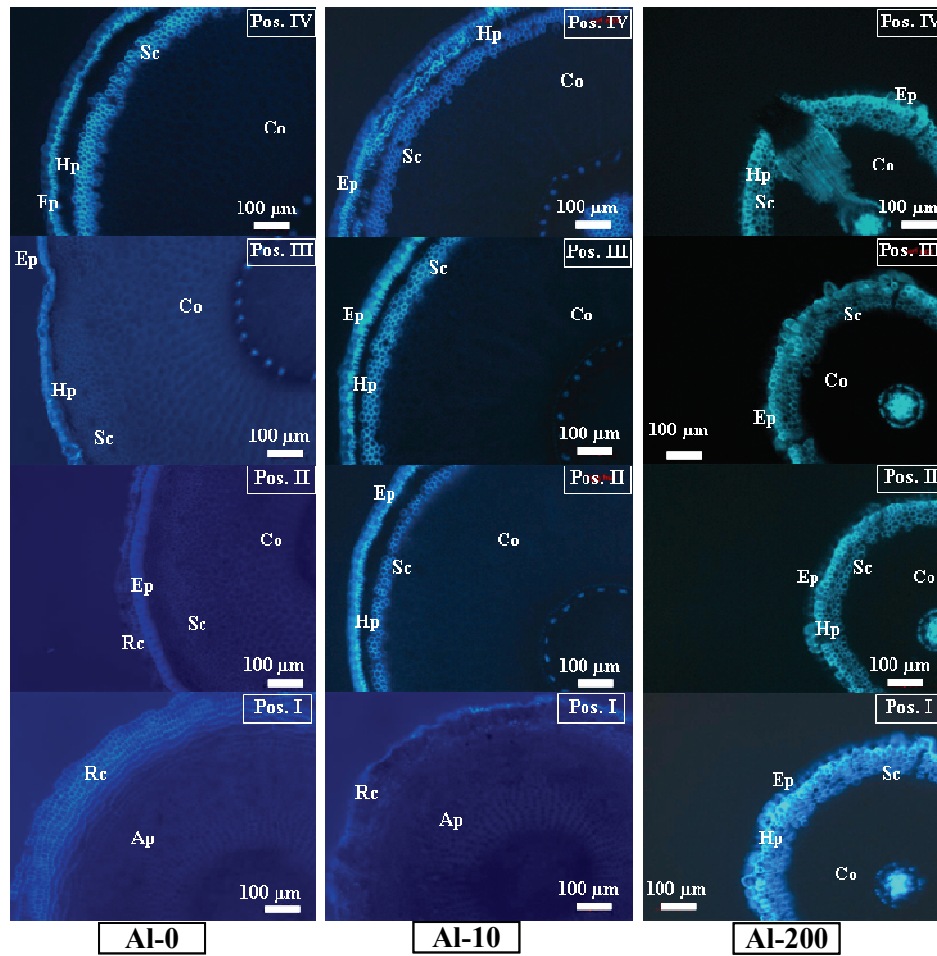 Pos. IV
Sc
Co
Hp
Ep
100 µm
Pos. IV
Hp
Co
Sc
Ep
100 µm
Pos. IV
Ep
Co
Hp
Sc
100 µm
Pos. III
Ep
Co
Hp
Sc
100 µm
Pos. III
Sc
Ep
Co
Hp
100 µm
Pos. III
Sc
Co
Ep
100 µm
Pos. II
Co
Ep
Sc
Rc
100 µm
Pos. II
Ep
Co
Sc
Hp
100 µm
Pos. II
Ep
Sc
Co
Hp
100 µm
Pos. I
Rc
Ap
100 µm
Pos. I
Rc
Ap
100 µm
Pos. I
Ep
Sc
Hp
Co
100 µm
Al-0
Al-10
Al-200